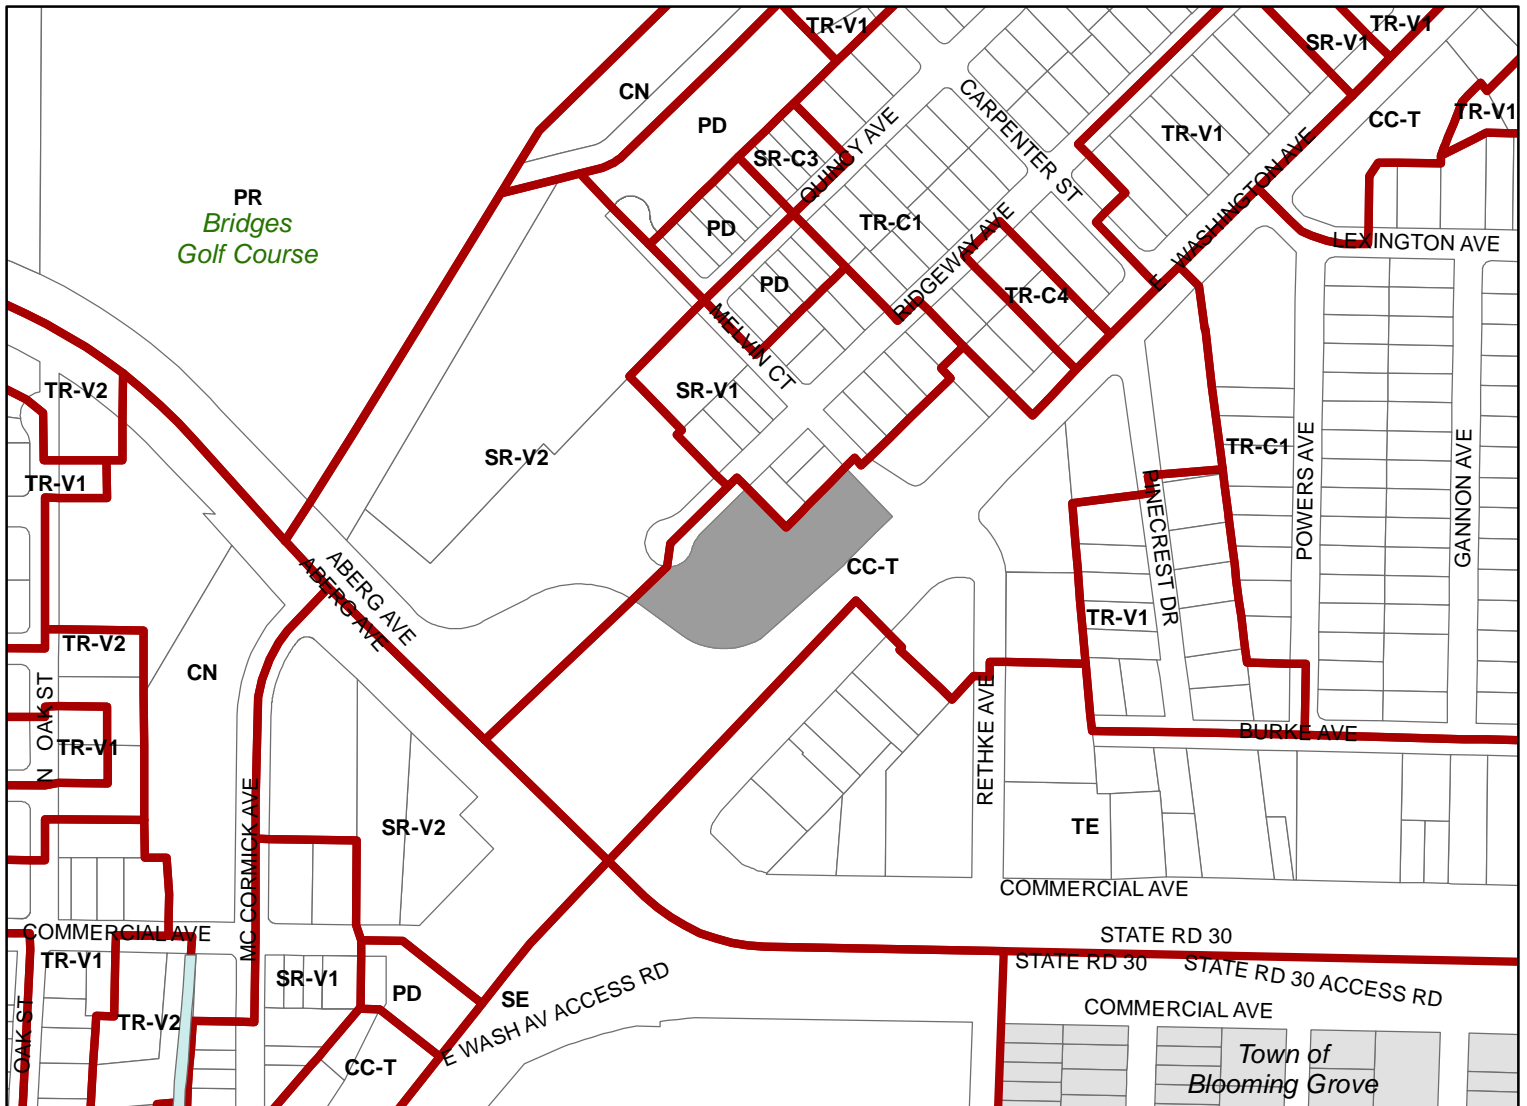 TR-V1
TR-V1
SR-V1
CN
PD
CC-T
TR-V1
TR-V1
CARPENTER ST
QUINCY AVE
SR-C3
PR
Bridges
Golf Course
PD
TR-C1
E WASHINGTON AVE
LEXINGTON AVE
RIDGEWAY AVE
PD
TR-C4
MELVIN CT
TR-V2
SR-V1
TR-C1
POWERS AVE
GANNON AVE
SR-V2
TR-V1
PINECREST DR
ABERG AVE
ABERG AVE
CC-T
TR-V1
TR-V2
CN
N OAK ST
TR-V1
RETHKE AVE
BURKE AVE
MC CORMICK AVE
SR-V2
TE
COMMERCIAL AVE
COMMERCIAL AVE
STATE RD 30
TR-V1
STATE RD 30
STATE RD 30 ACCESS RD
SR-V1
PD
SE
E WASH AV ACCESS RD
COMMERCIAL AVE
OAK ST
TR-V2
CC-T
Town of
Blooming Grove